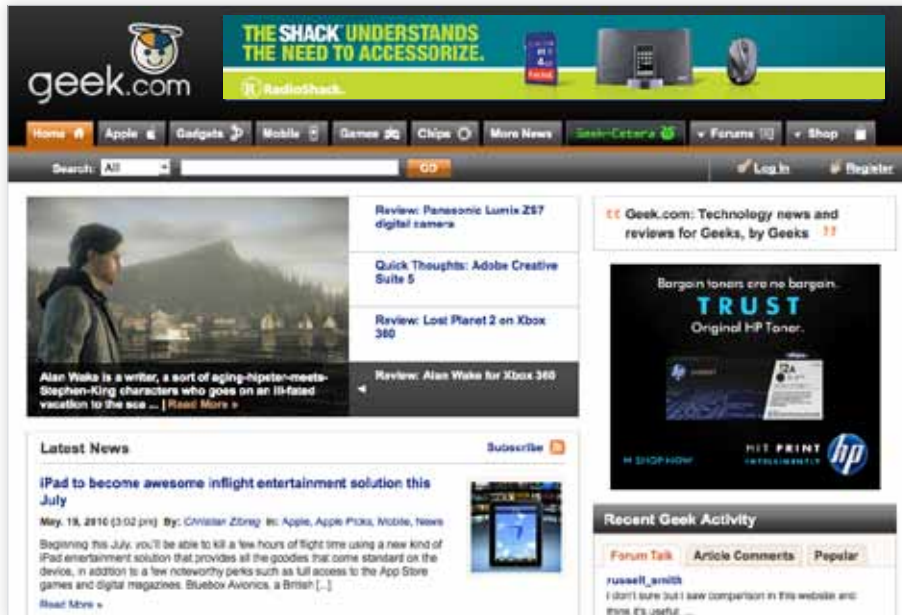 geek.com
THE SHACK UNDERSTANDS
THE NEED TO ACCESSORIZE.
RadioShack.
Home
Apple
Gadgets
Mobile
Games
Chips
More News
Geek-Cetera
Forums
Shop
Search: All
GO
Log In
Register
Alan Wake is a writer, a sort of aging-hipster-meets-
Stephen-King characters who goes on an ill-fated
vacation to the sce ... | Read More »
Review: Panasonic Lumix ZS7
digital camera
Quick Thoughts: Adobe Creative
Suite 5
Review: Lost Planet 2 on Xbox
360
Review: Alan Wake for Xbox 360
Geek.com: Technology news and
reviews for Geeks, by Geeks
Bargain toners are no bargain.
TRUST
Original HP Toner.
hp
12A
SHOP NOW
HIT PRINT
INTELLIGENTLY
hp
Latest News
Subscribe
iPad to become awesome inflight entertainment solution this
July
May. 19, 2010 (3:02 pm) By: Christian Zibreg In: Apple, Apple Picks, Mobile, News
Beginning this July, you'll be able to kill a few hours of flight time using a new kind of
iPad entertainment solution that provides all the goodies that come standard on the
device, in addition to a few noteworthy perks such as full access to the App Store
games and digital magazines. Bluebox Avionics, a British [...]
Read More »
Recent Geek Activity
Forum Talk
Article Comments
Popular
russell_smith
I don't sure but I saw comparison in this website and
think it's useful ...